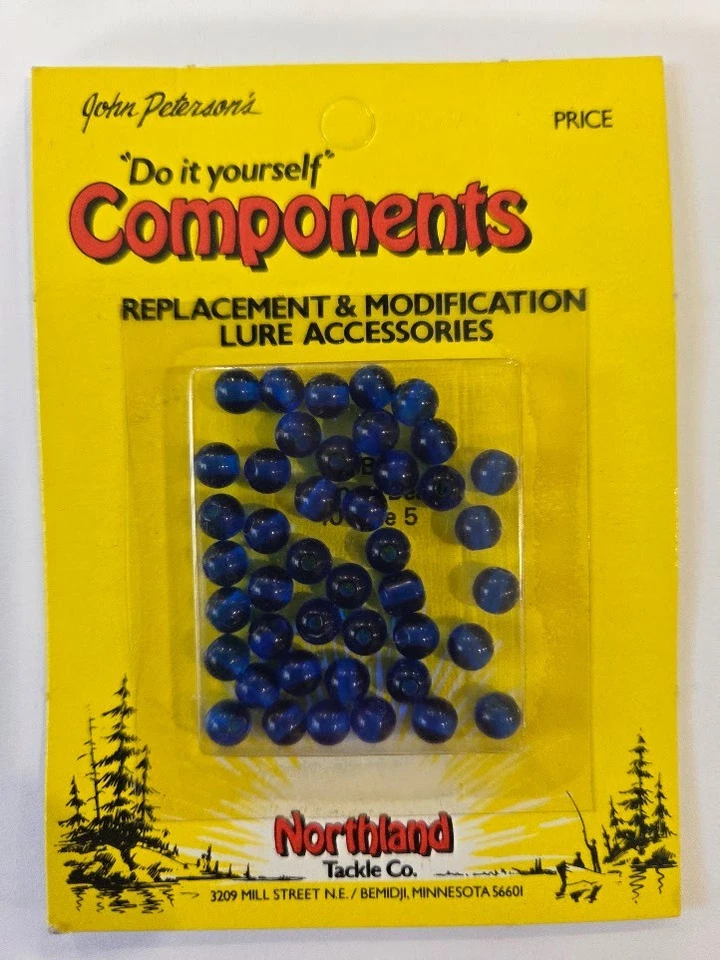 John Peterson's
PRICE
"Do it yourself"
Components
REPLACEMENT & MODIFICATION
LURE ACCESSORIES
5
Northland
Tackle Co.
3209 MILL STREET N.E. / BEMIDJI, MINNESOTA 56601